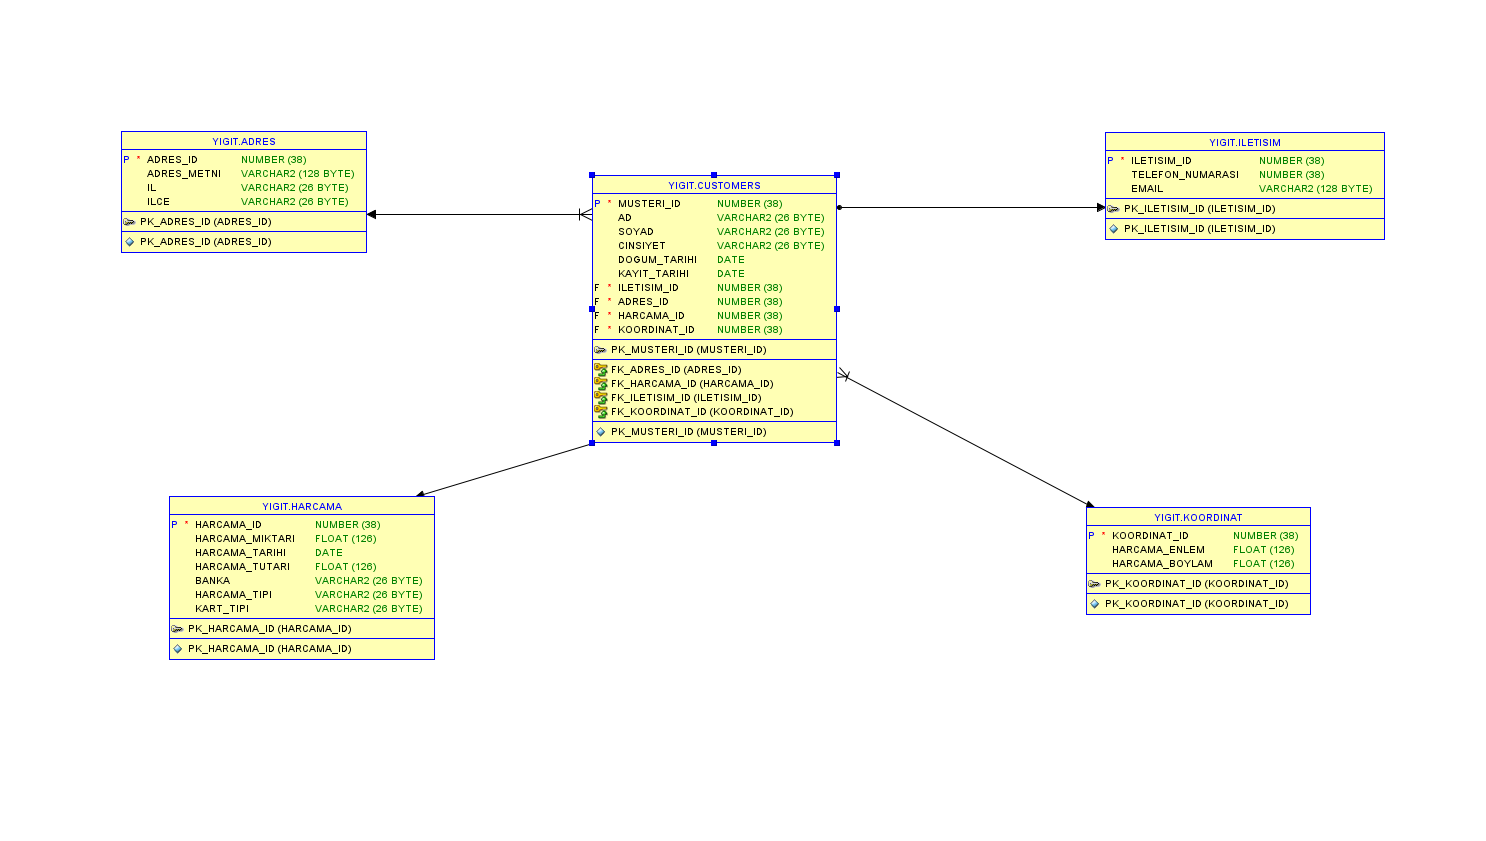 YIGIT.ADRES
P * ADRES_ID NUMBER (38)
ADRES_METNI VARCHAR2 (128 BYTE)
IL VARCHAR2 (26 BYTE)
ILCE VARCHAR2 (26 BYTE)
PK_ADRES_ID (ADRES_ID)
PK_ADRES_ID (ADRES_ID)
YIGIT.CUSTOMERS
P * MUSTERI_ID NUMBER (38)
AD VARCHAR2 (26 BYTE)
SOYAD VARCHAR2 (26 BYTE)
CINSIYET VARCHAR2 (26 BYTE)
DOGUM_TARIHI DATE
KAYIT_TARIHI DATE
F * ILETISIM_ID NUMBER (38)
F * ADRES_ID NUMBER (38)
F * HARCAMA_ID NUMBER (38)
F * KOORDINAT_ID NUMBER (38)
PK_MUSTERI_ID (MUSTERI_ID)
FK_ADRES_ID (ADRES_ID)
FK_HARCAMA_ID (HARCAMA_ID)
FK_ILETISIM_ID (ILETISIM_ID)
FK_KOORDINAT_ID (KOORDINAT_ID)
PK_MUSTERI_ID (MUSTERI_ID)
YIGIT.ILETISIM
P * ILETISIM_ID NUMBER (38)
TELEFON_NUMARASI NUMBER (38)
EMAIL VARCHAR2 (128 BYTE)
PK_ILETISIM_ID (ILETISIM_ID)
PK_ILETISIM_ID (ILETISIM_ID)
YIGIT.HARCAMA
P * HARCAMA_ID NUMBER (38)
HARCAMA_MIKTARI FLOAT (126)
HARCAMA_TARIHI DATE
HARCAMA_TUTARI FLOAT (126)
BANKA VARCHAR2 (26 BYTE)
HARCAMA_TIPI VARCHAR2 (26 BYTE)
KART_TIPI VARCHAR2 (26 BYTE)
PK_HARCAMA_ID (HARCAMA_ID)
PK_HARCAMA_ID (HARCAMA_ID)
YIGIT.KOORDINAT
P * KOORDINAT_ID NUMBER (38)
HARCAMA_ENLEM FLOAT (126)
HARCAMA_BOYLAM FLOAT (126)
PK_KOORDINAT_ID (KOORDINAT_ID)
PK_KOORDINAT_ID (KOORDINAT_ID)